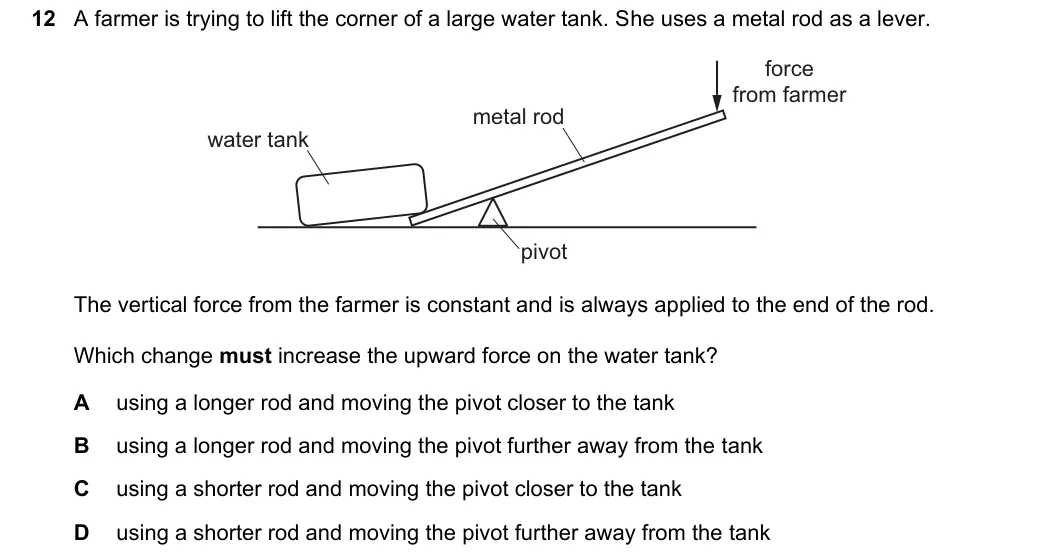 12 A farmer is trying to lift the corner of a large water tank. She uses a metal rod as a lever.
force
from farmer
metal rod
water tank
pivot
The vertical force from the farmer is constant and is always applied to the end of the rod.
Which change must increase the upward force on the water tank?
A using a longer rod and moving the pivot closer to the tank
B using a longer rod and moving the pivot further away from the tank
C using a shorter rod and moving the pivot closer to the tank
D using a shorter rod and moving the pivot further away from the tank